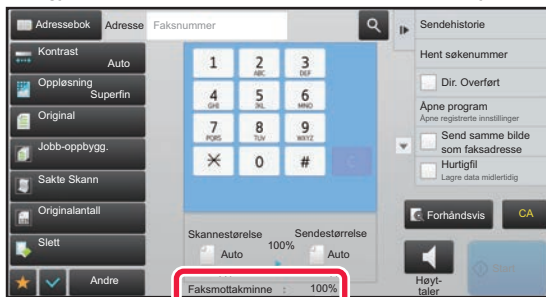 Adressebok
Adresse
Faksnummer
Kontrast
Auto
Oppløsning
Superfin
Original
Jobb-oppbygg.
Sakte Skann
Originalantall
Slett
Andre
1
2
ABC
3
DEF
4
GHI
5
JKL
6
MNO
7
PQRS
8
TUV
9
WXYZ
0
#
C
Skannestørelse
Sendestørrelse
100%
Auto
Auto
Faksmottakminne : 100%
Sendehistorie
Hent søkenummer
Dir. Overført
Åpne program
Åpne registrerte innstillinger
Send samme bilde
som faksadresse
Hurtigfil
Lagre data midlertidig
Forhåndsvis
CA
Høyt-
taler
Start